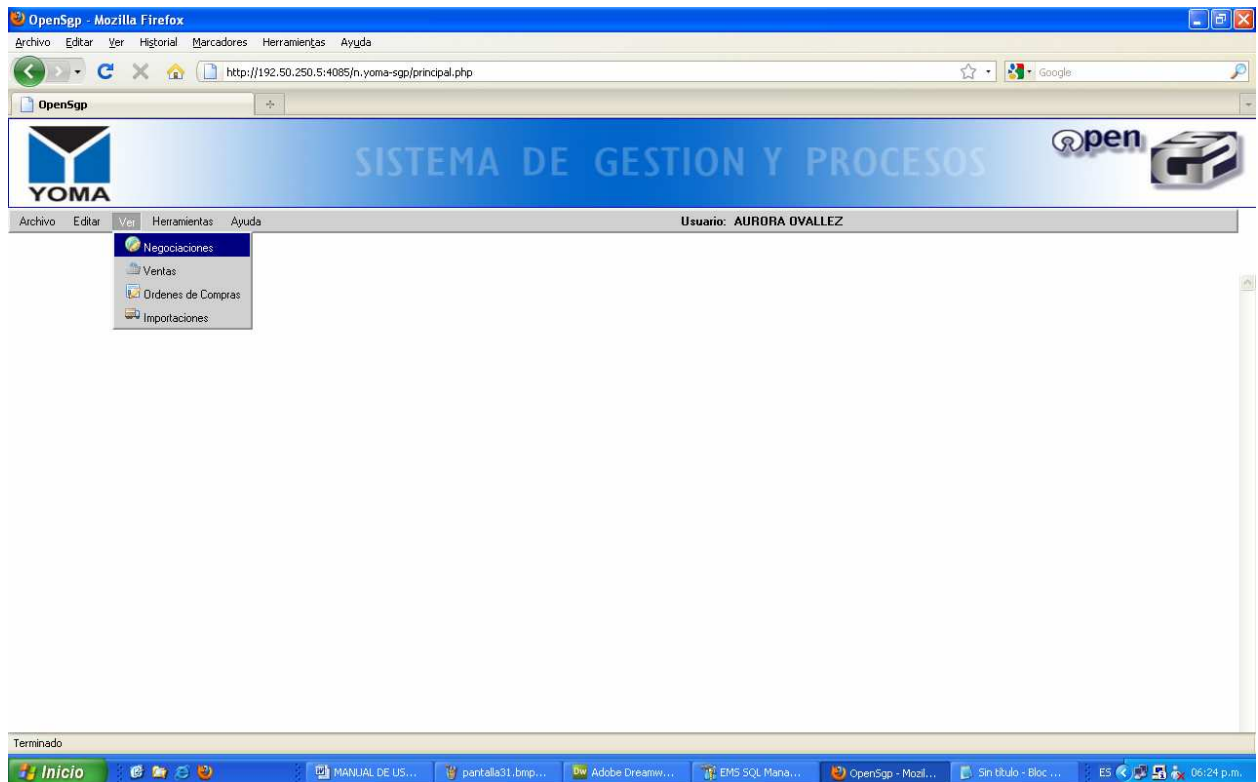 OpenSgp - Mozilla Firefox
Archivo Editar Ver Historial Marcadores Herramientas Ayuda
http://192.50.250.5:4085/n.yoma-sgp/principal.php
Google
OpenSgp
YOMA
SISTEMA DE GESTION Y PROCESOS
Open
Archivo Editar Ver Herramientas Ayuda
Usuario: AURORA OVALLEZ
Negociaciones
Ventas
Ordenes de Compras
Importaciones
Terminado
Inicio
MANUAL DE US...
pantalla31.bmp...
Dw Adobe Dreamw...
EMS SQL Mana...
OpenSgp - Mozil...
Sin título - Bloc ...
ES
06:24 p.m.